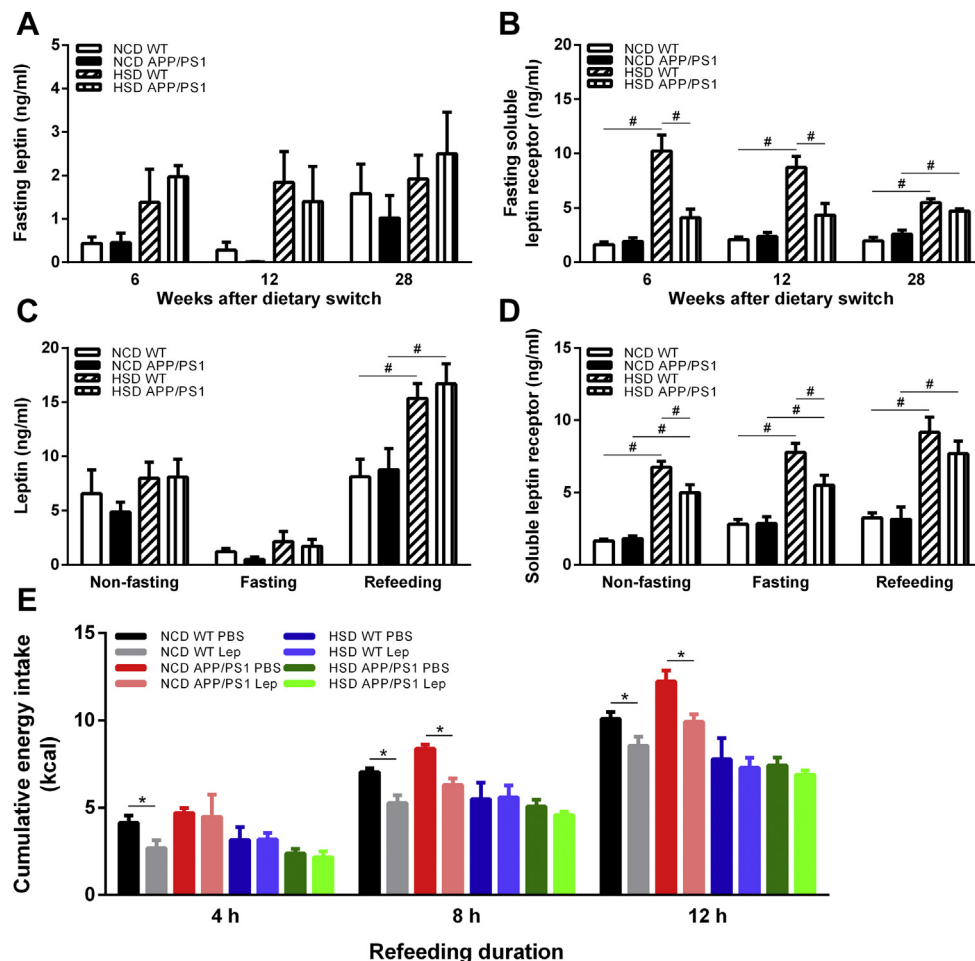 A
Fasting leptin (ng/ml)
5
4
3
2
1
0
NCD WT
NCD APP/PS1
HSD WT
HSD APP/PS1
6
12
28
Weeks after dietary switch
B
Fasting soluble
leptin receptor (ng/ml)
20
15
10
5
0
NCD WT
NCD APP/PS1
HSD WT
HSD APP/PS1
# # # # # #
6
12
28
Weeks after dietary switch
C
Leptin (ng/ml)
20
15
10
5
0
NCD WT
NCD APP/PS1
HSD WT
HSD APP/PS1
#
#
Non-fasting
Fasting
Refeeding
D
Soluble leptin receptor (ng/ml)
15
10
5
0
NCD WT
NCD APP/PS1
HSD WT
HSD APP/PS1
# # # # # # # #
Non-fasting
Fasting
Refeeding
E
Cumulative energy intake
(kcal)
15
10
5
0
NCD WT PBS
NCD WT Lep
NCD APP/PS1 PBS
NCD APP/PS1 Lep
HSD WT PBS
HSD WT Lep
HSD APP/PS1 PBS
HSD APP/PS1 Lep
* * * * *
4 h
8 h
12 h
Refeeding duration